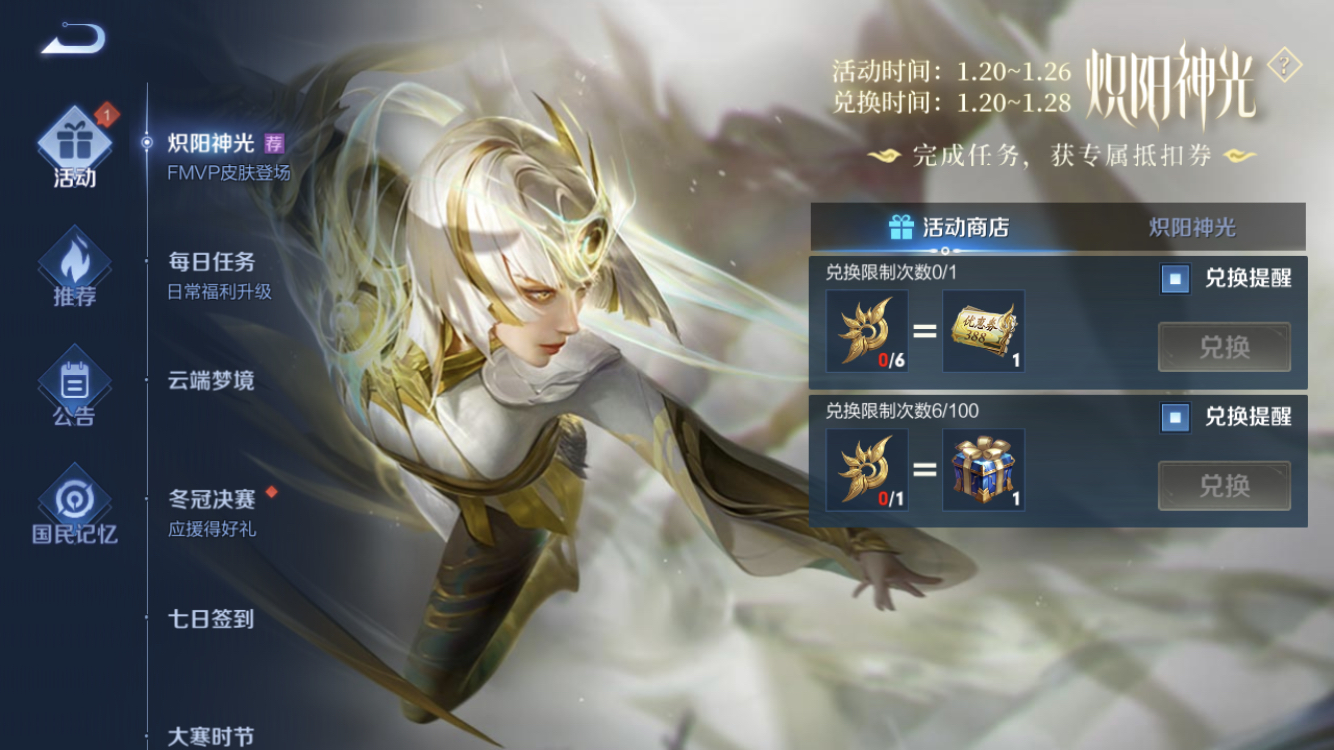 活动时间：1.20~1.26
兑换时间：1.20~1.28
炽阳神光
?
完成任务，获专属抵扣券
1
活动
推荐
公告
国民记忆
炽阳神光 荐
FMVP皮肤登场
每日任务
日常福利升级
云端梦境
冬冠决赛
应援得好礼
七日签到
大寒时节
活动商店
炽阳神光
兑换限制次数0/1
兑换提醒
0/6
=
优惠券
388
1
兑换
兑换限制次数6/100
兑换提醒
0/1
=
1
兑换